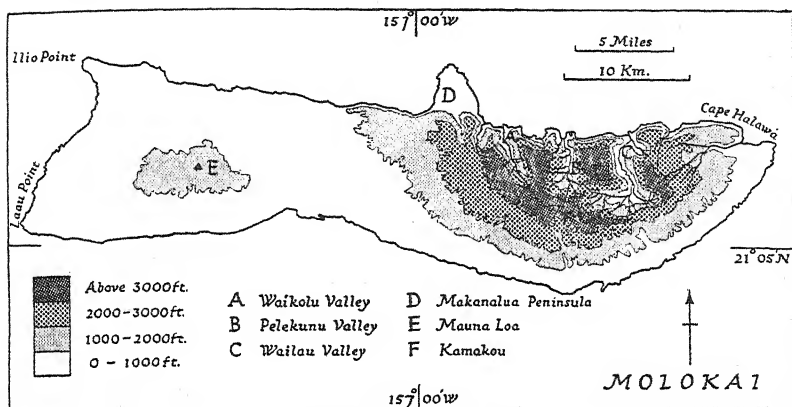 157° 00'W
Ilio Point
5 Miles
10 Km.
D
Cape Halawa
A
E
Laau Point
21° 05'N
Above 3000ft.
2000-3000ft.
1000-2000ft.
0 - 1000ft.
A Waikolu Valley
B Pelekunu Valley
C Wailau Valley
D Makanalua Peninsula
E Mauna Loa
F Kamakou
MOLOKAI
157° 00'W